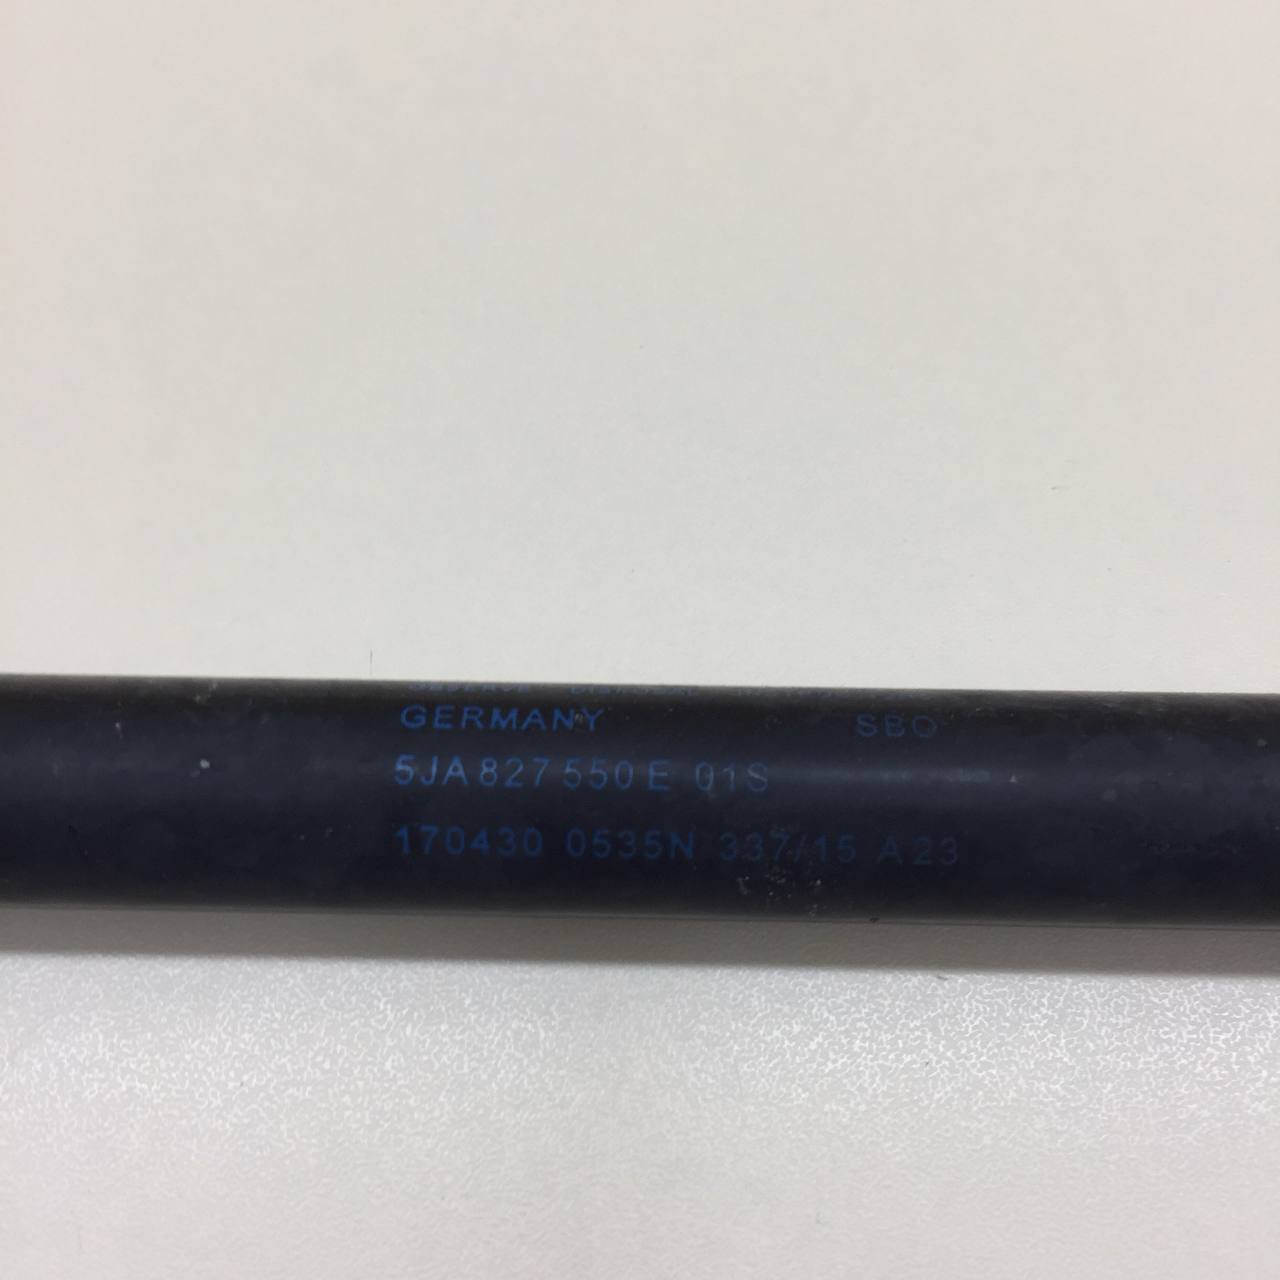 GERMANY SBO
5JA 827 550 E 01S
170430 0535N 337/15 A23